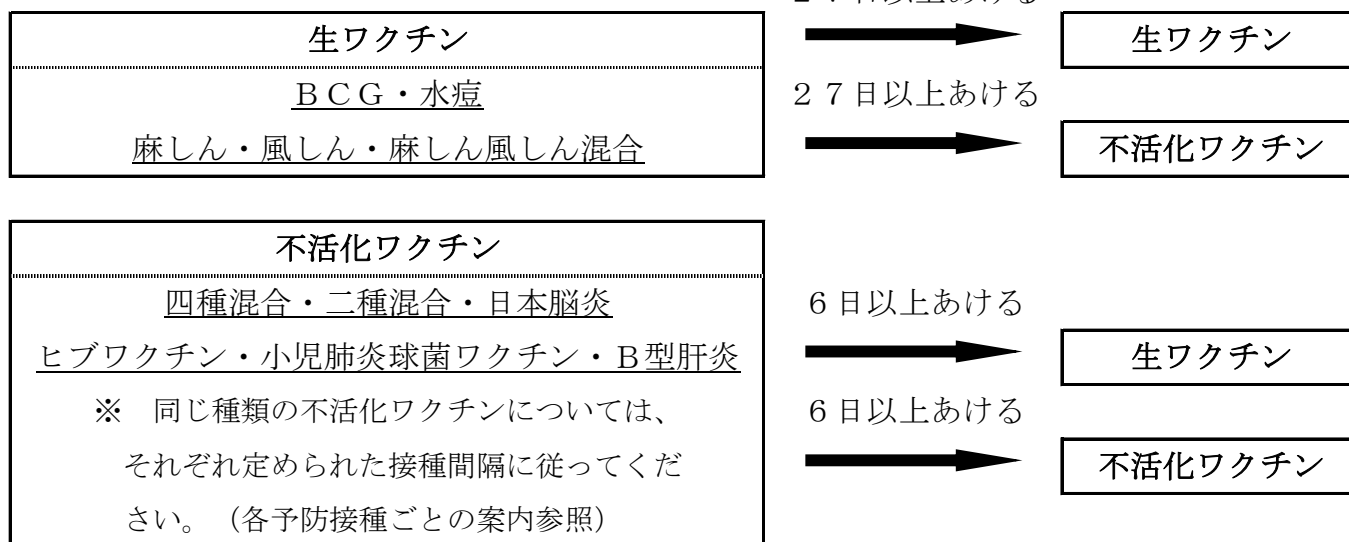 生ワクチン
ＢＣＧ・水痘
麻しん・風しん・麻しん風しん混合
生ワクチン
２７日以上あける
不活化ワクチン
不活化ワクチン
四種混合・二種混合・日本脳炎
ヒブワクチン・小児肺炎球菌ワクチン・Ｂ型肝炎
※　同じ種類の不活化ワクチンについては、
それぞれ定められた接種間隔に従ってくだ
さい。（各予防接種ごとの案内参照）
６日以上あける
生ワクチン
６日以上あける
不活化ワクチン